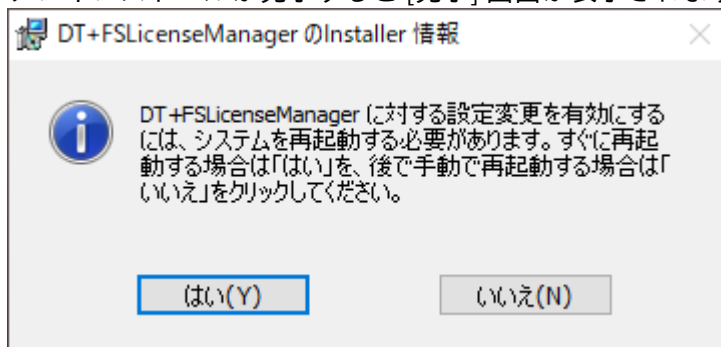 DT+FSLicenseManager のInstaller 情報
DT+FSLicenseManager に対する設定変更を有効にする
には、システムを再起動する必要があります。すぐに再起
動する場合は「はい」を、後で手動で再起動する場合は「
いいえ」をクリックしてください。
はい(Y)
いいえ(N)